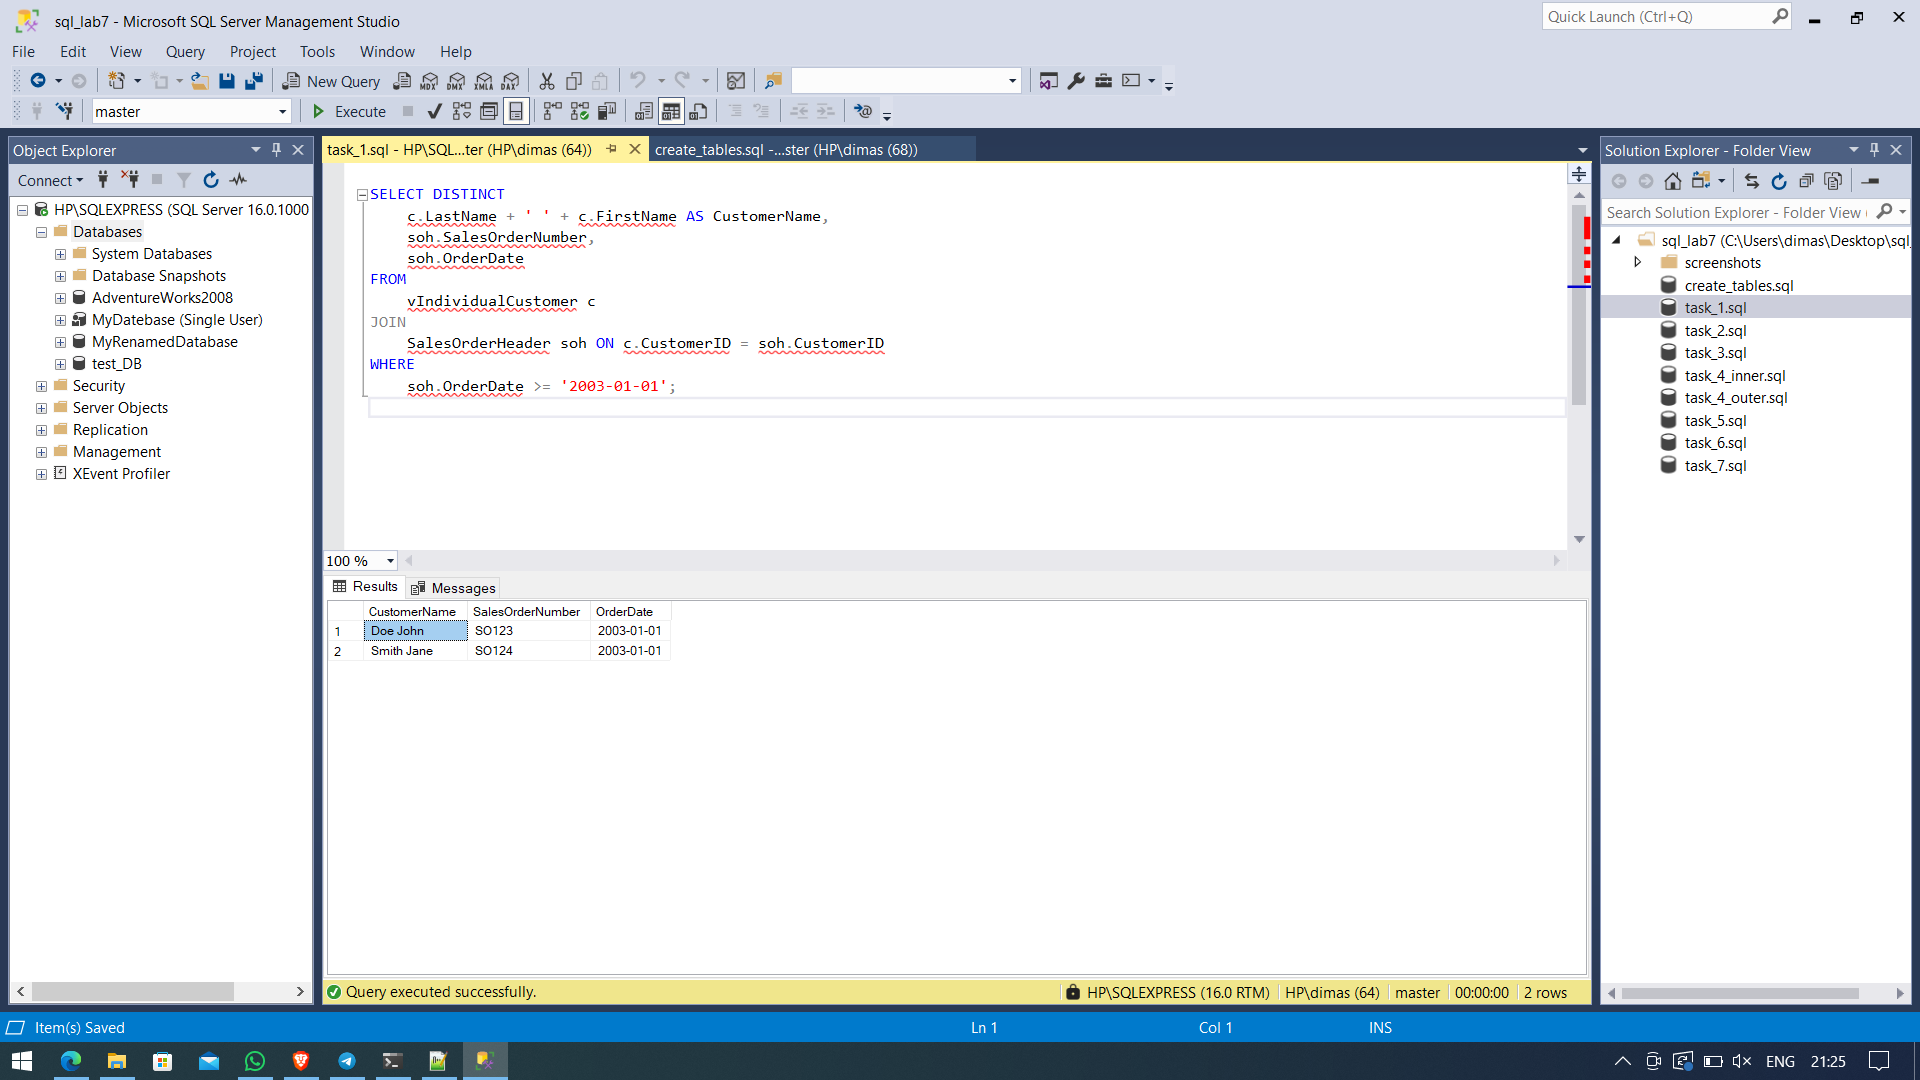 sql_lab7 - Microsoft SQL Server Management Studio
Quick Launch (Ctrl+Q)
File Edit View Query Project Tools Window Help
New Query MDX DMX XMLA DAX
master Execute
Object Explorer
task_1.sql - HP\SQL...ter (HP\dimas (64))
create_tables.sql -...ster (HP\dimas (68))
Solution Explorer - Folder View
Connect
HP\SQLEXPRESS (SQL Server 16.0.1000
Databases
System Databases
Database Snapshots
AdventureWorks2008
MyDatebase (Single User)
MyRenamedDatabase
test_DB
Security
Server Objects
Replication
Management
XEvent Profiler
SELECT DISTINCT
c.LastName + ' ' + c.FirstName AS CustomerName,
soh.SalesOrderNumber,
soh.OrderDate
FROM
vIndividualCustomer c
JOIN
SalesOrderHeader soh ON c.CustomerID = soh.CustomerID
WHERE
soh.OrderDate >= '2003-01-01';
100 %
Results Messages
CustomerName SalesOrderNumber OrderDate
1 Doe John SO123 2003-01-01
2 Smith Jane SO124 2003-01-01
Query executed successfully.
HP\SQLEXPRESS (16.0 RTM) HP\dimas (64) master 00:00:00 2 rows
Search Solution Explorer - Folder View (
sql_lab7 (C:\Users\dimas\Desktop\sql_
screenshots
create_tables.sql
task_1.sql
task_2.sql
task_3.sql
task_4_inner.sql
task_4_outer.sql
task_5.sql
task_6.sql
task_7.sql
Item(s) Saved Ln 1 Col 1 INS
ENG 21:25